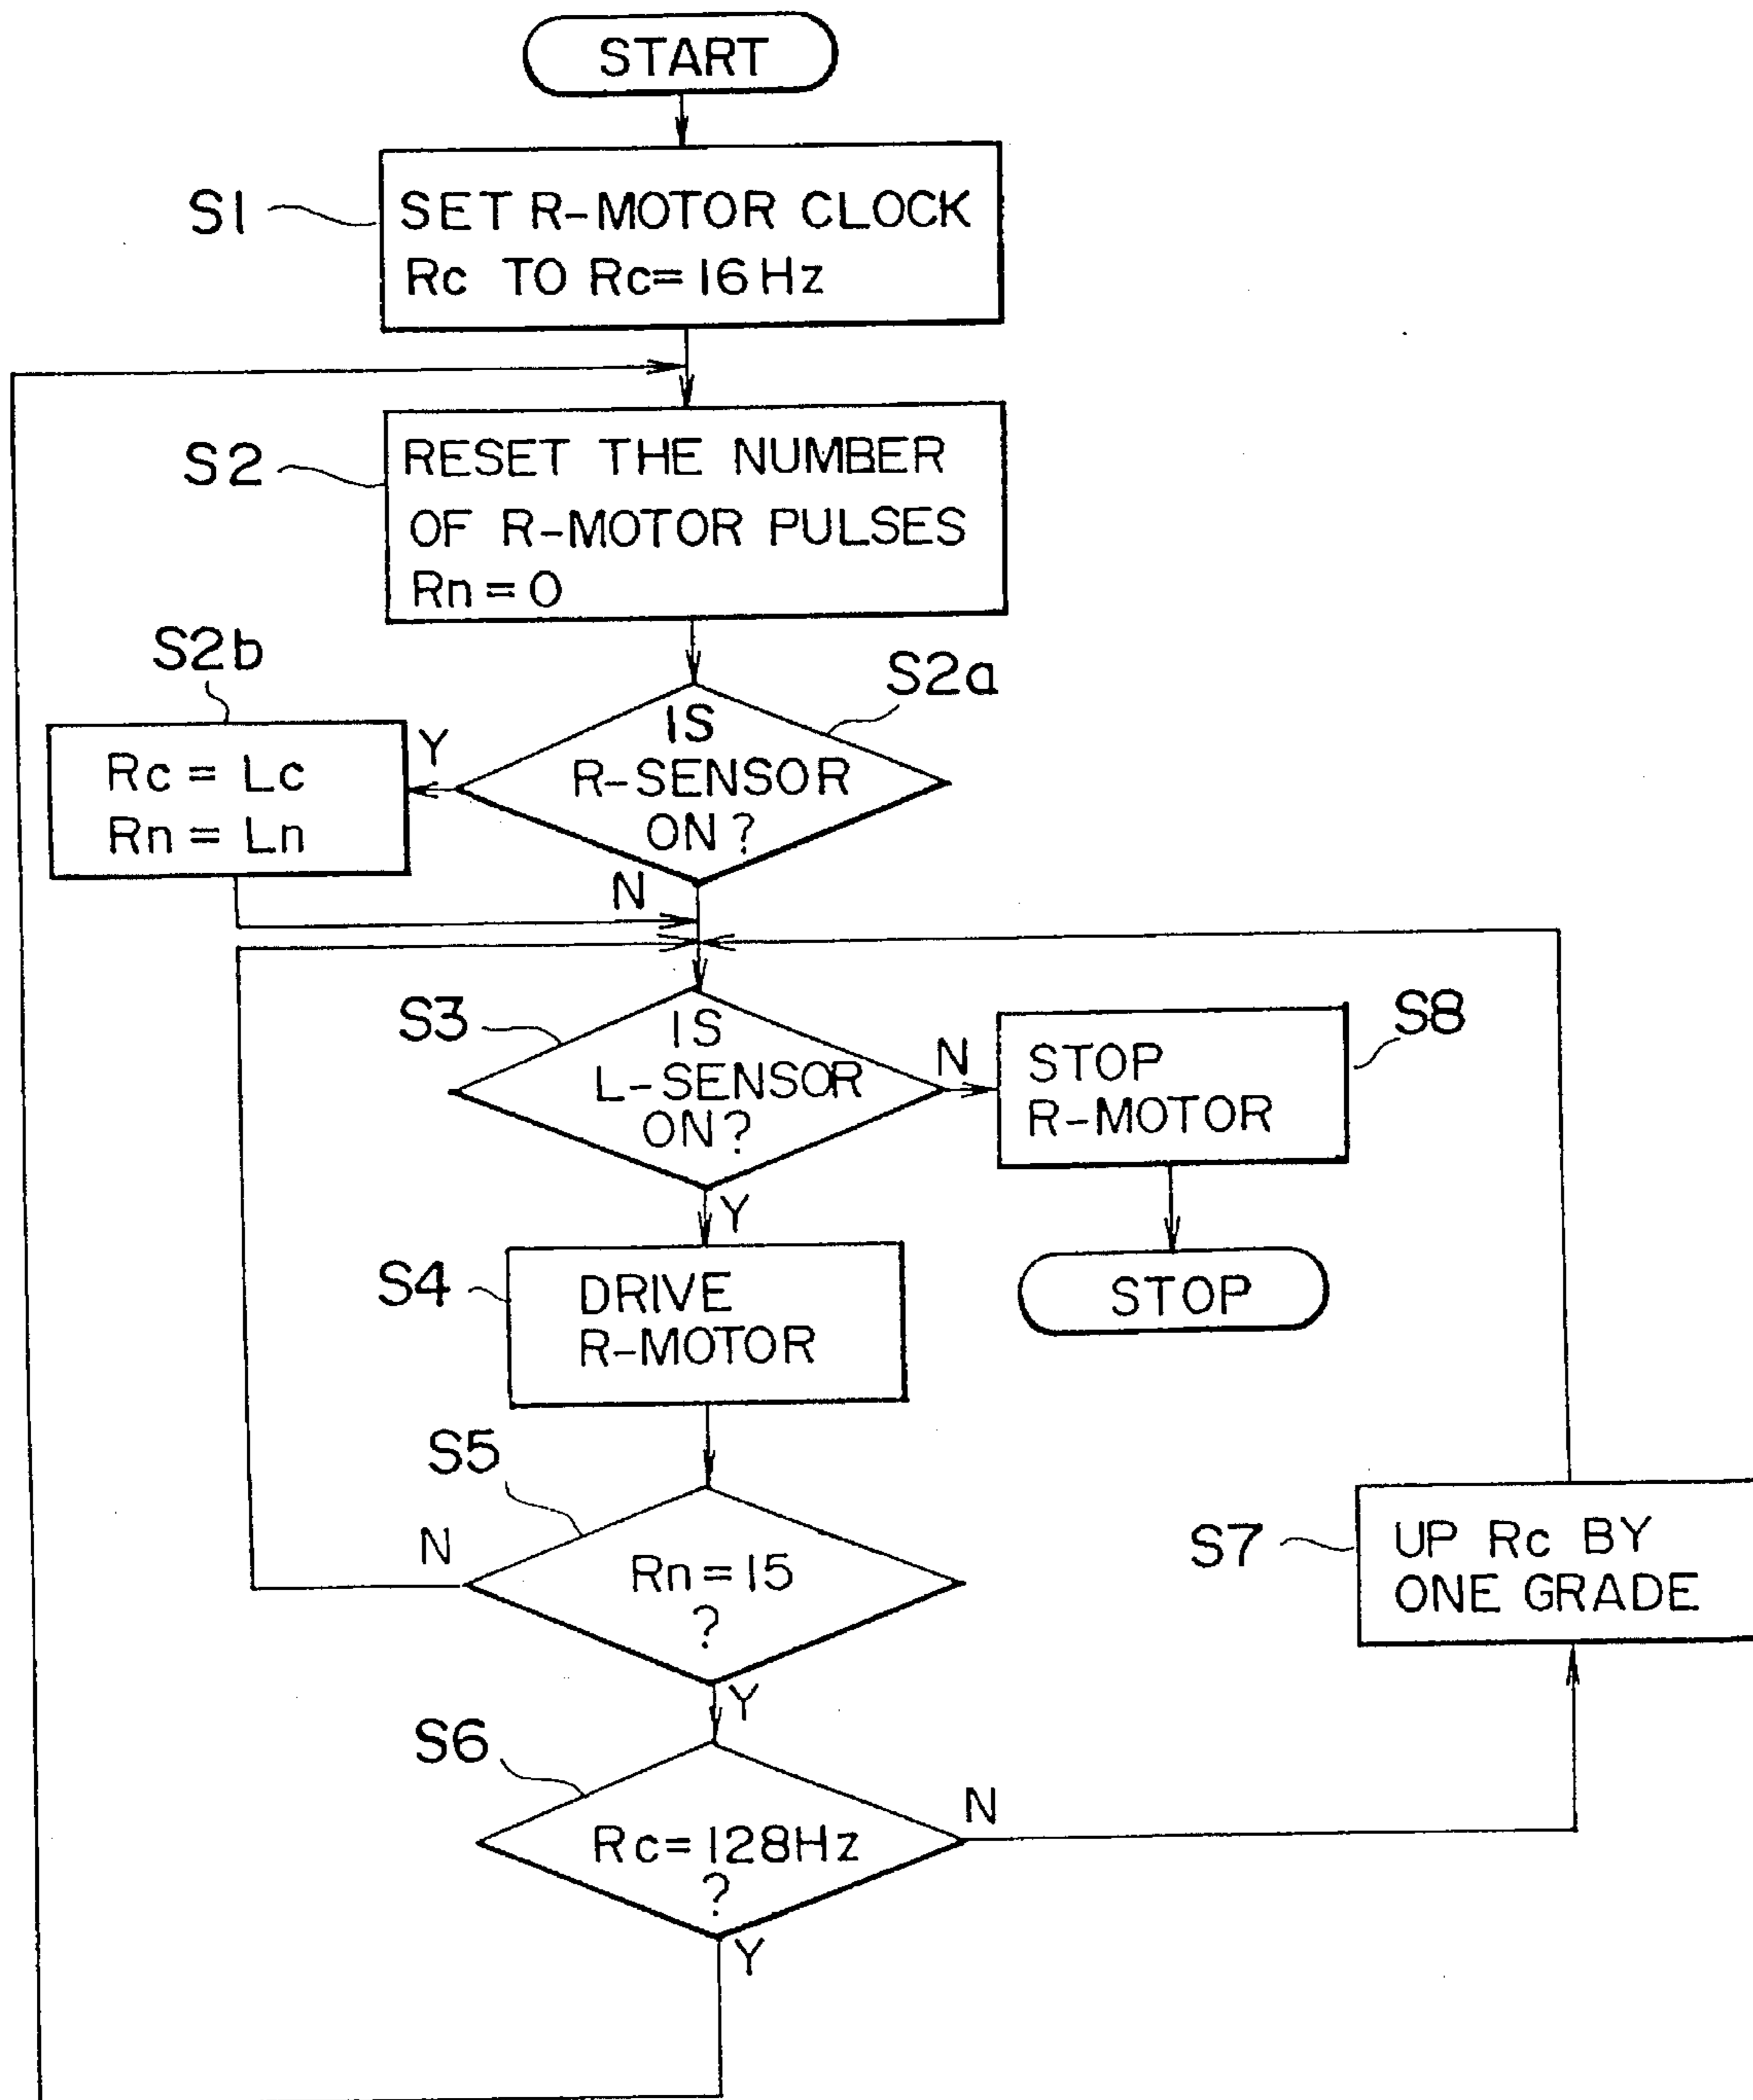 START
S1
SET R-MOTOR CLOCK
Rc TO Rc=16Hz
S2
RESET THE NUMBER
OF R-MOTOR PULSES
Rn=0
S2b
Rc=Lc
Rn=Ln
Y
S2a
IS
R-SENSOR
ON?
N
S3
IS
L-SENSOR
ON?
N
S8
STOP
R-MOTOR
STOP
Y
S4
DRIVE
R-MOTOR
S5
N
Rn=15
?
Y
S7
UP Rc BY
ONE GRADE
S6
Rc=128Hz
?
N
Y